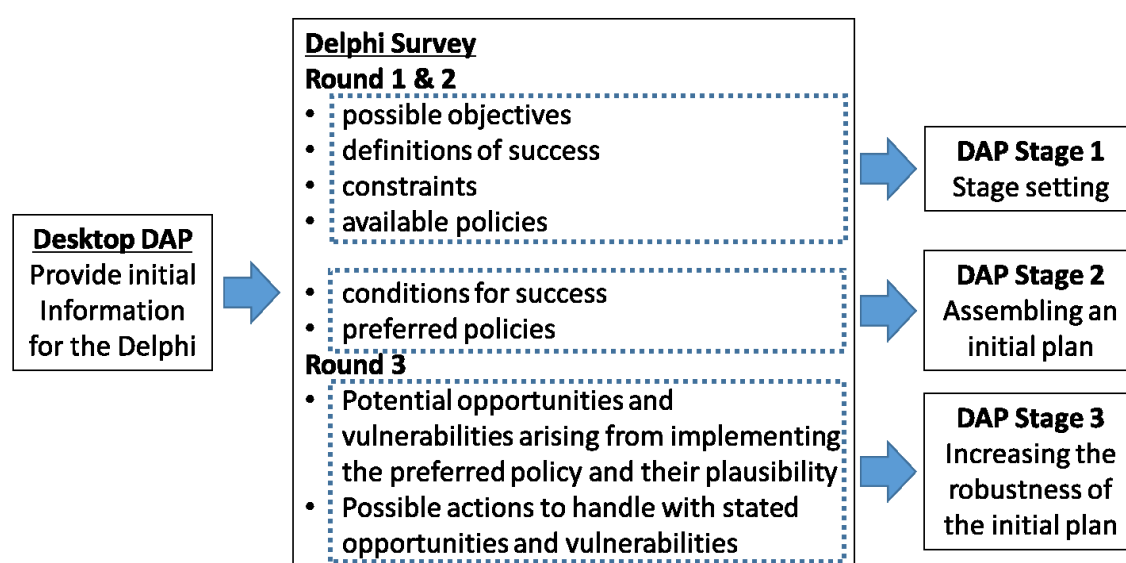 Desktop DAP
Provide initial
Information
for the Delphi
Delphi Survey
Round 1 & 2
• possible objectives
• definitions of success
• constraints
• available policies
• conditions for success
• preferred policies
Round 3
• Potential opportunities and
vulnerabilities arising from implementing
the preferred policy and their plausibility
• Possible actions to handle with stated
opportunities and vulnerabilities
DAP Stage 1
Stage setting
DAP Stage 2
Assembling an
initial plan
DAP Stage 3
Increasing the
robustness of
the initial plan